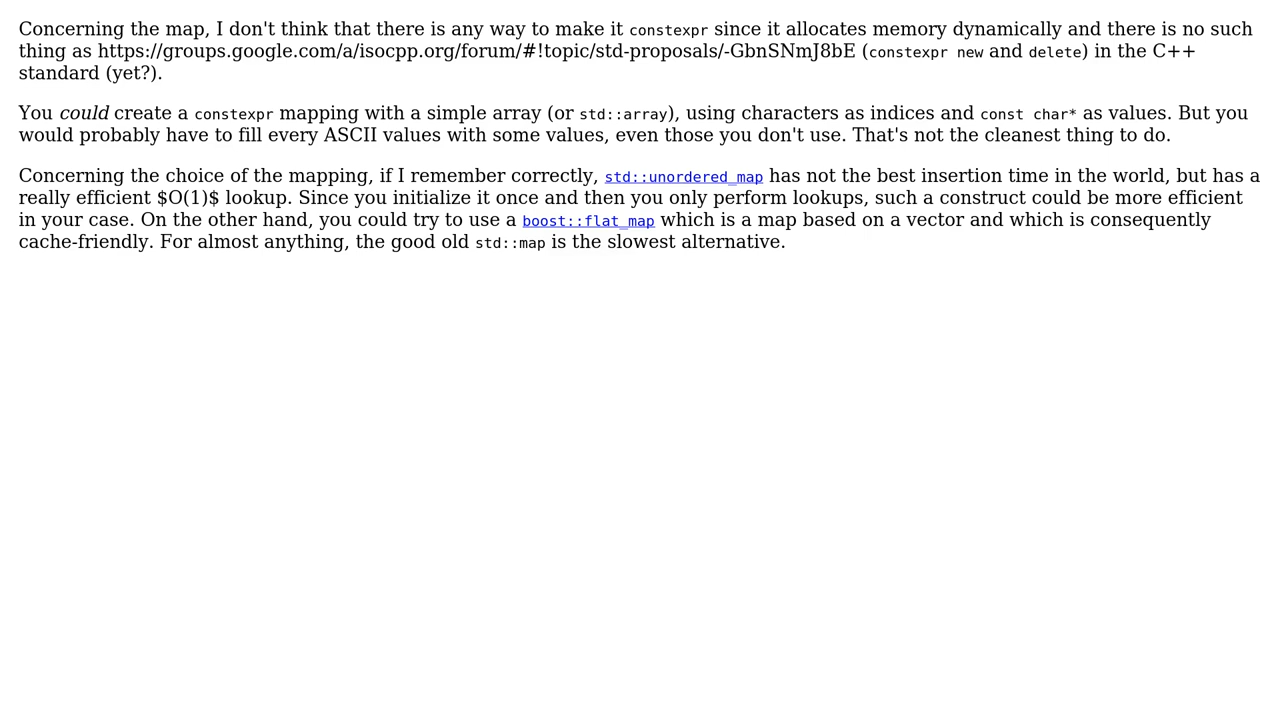 Concerning the map, I don't think that there is any way to make it constexpr since it allocates memory dynamically and there is no such
thing as https://groups.google.com/a/isocpp.org/forum/#!topic/std-proposals/-GbnSNmJ8bE (constexpr new and delete) in the C++
standard (yet?).
You could create a constexpr mapping with a simple array (or std::array), using characters as indices and const char* as values. But you
would probably have to fill every ASCII values with some values, even those you don't use. That's not the cleanest thing to do.
Concerning the choice of the mapping, if I remember correctly, std::unordered_map has not the best insertion time in the world, but has a
really efficient $O(1)$ lookup. Since you initialize it once and then you only perform lookups, such a construct could be more efficient
in your case. On the other hand, you could try to use a boost::flat_map which is a map based on a vector and which is consequently
cache-friendly. For almost anything, the good old std::map is the slowest alternative.